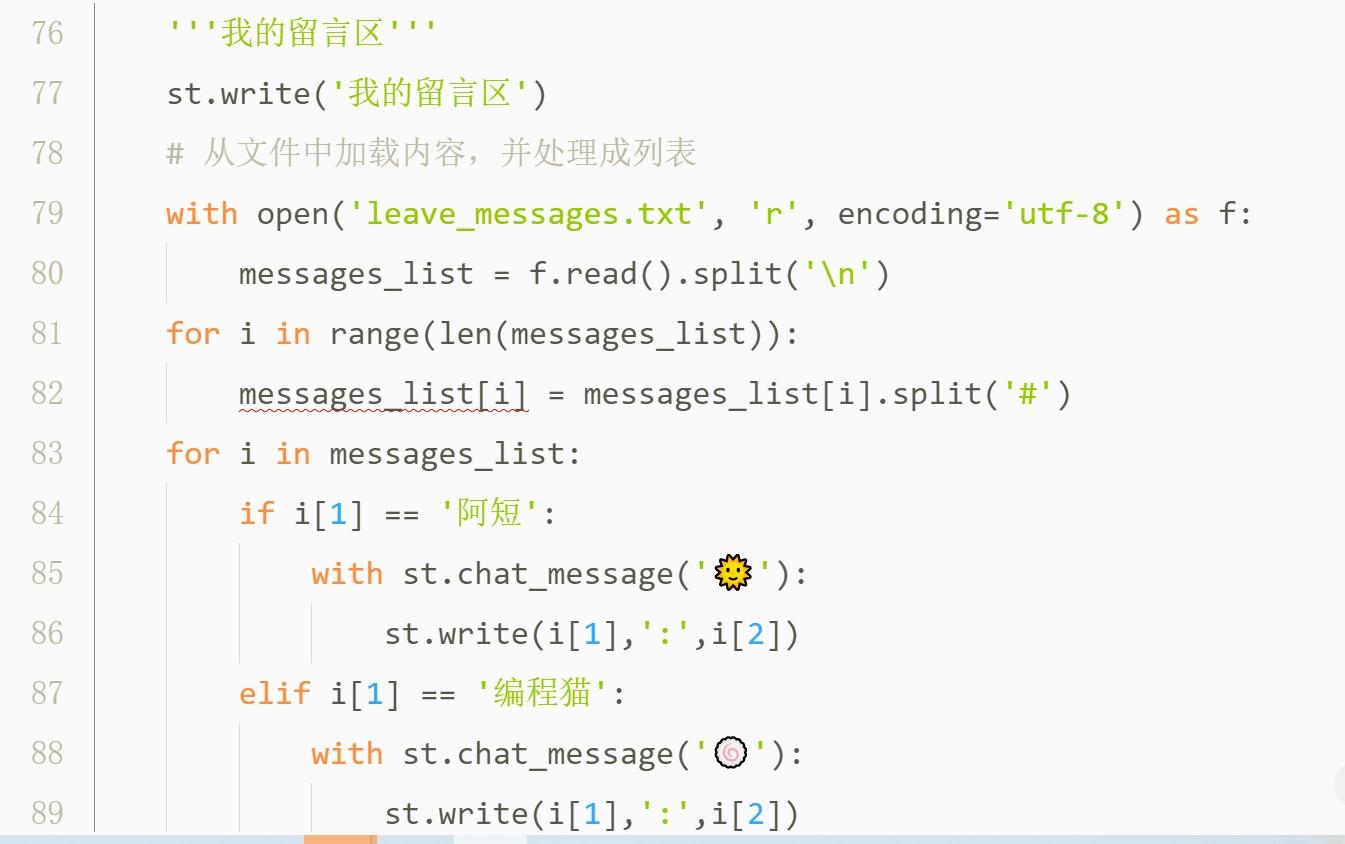 76 '''我的留言区'''
77 st.write('我的留言区')
78 # 从文件中加载内容，并处理成列表
79 with open('leave_messages.txt', 'r', encoding='utf-8') as f:
80 messages_list = f.read().split('\n')
81 for i in range(len(messages_list)):
82 messages_list[i] = messages_list[i].split('#')
83 for i in messages_list:
84 if i[1] == '阿短':
85 with st.chat_message('🌞'):
86 st.write(i[1],':',i[2])
87 elif i[1] == '编程猫':
88 with st.chat_message('🍥'):
89 st.write(i[1],':',i[2])